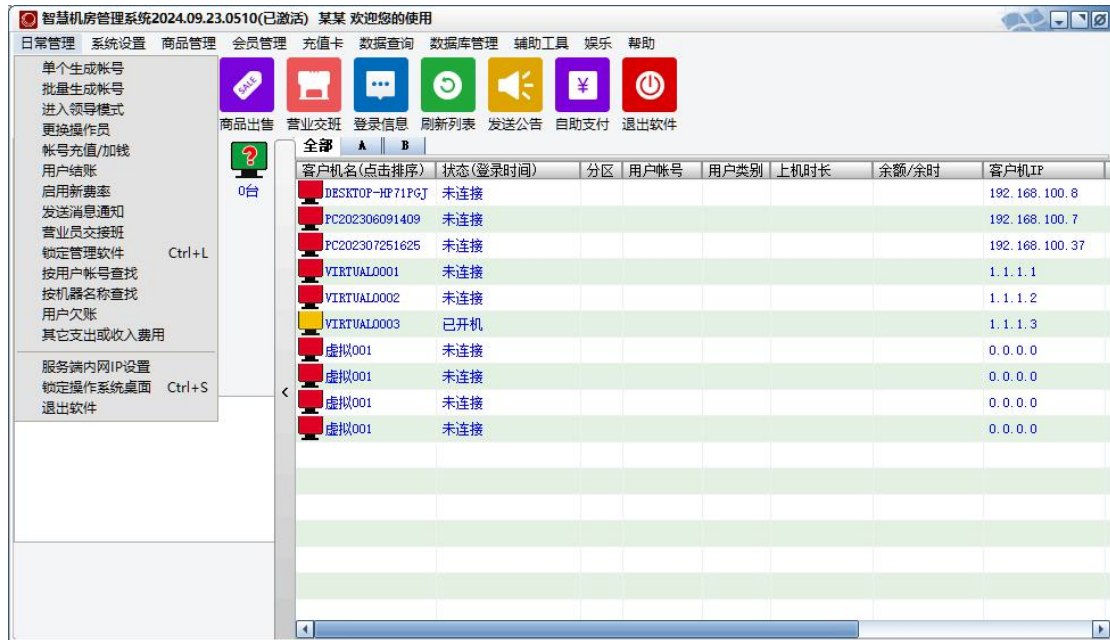 智慧机房管理系统2024.09.23.0510(已激活) 某某 欢迎您的使用
日常管理 系统设置 商品管理 会员管理 充值卡 数据查询 数据库管理 辅助工具 娱乐 帮助
单个生成帐号
批量生成帐号
进入领导模式
更换操作员
帐号充值/加钱
用户结账
启用新费率
发送消息通知
营业员交接班
锁定管理软件 Ctrl+L
按用户帐号查找
按机器名称查找
用户欠账
其它支出或收入费用
服务端内网IP设置
锁定操作系统桌面 Ctrl+S
退出软件
SALE
¥
商品出售 营业交班 登录信息 刷新列表 发送公告 自助支付 退出软件
?
0台
<
全部 A B
客户机名(点击排序) 状态(登录时间) 分区 用户帐号 用户类别 上机时长 余额/余时 客户机IP
DESKTOP-HP71PGJ 未连接 192.168.100.8
PC202306091409 未连接 192.168.100.7
PC202307251625 未连接 192.168.100.37
VIRTUAL0001 未连接 1.1.1.1
VIRTUAL0002 未连接 1.1.1.2
VIRTUAL0003 已开机 1.1.1.3
虚拟001 未连接 0.0.0.0
虚拟001 未连接 0.0.0.0
虚拟001 未连接 0.0.0.0
虚拟001 未连接 0.0.0.0